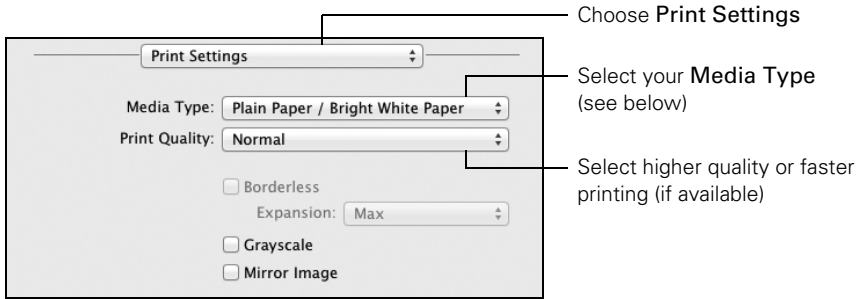 Choose Print Settings
Print Settings
Select your Media Type
(see below)
Media Type: Plain Paper / Bright White Paper
Print Quality: Normal
Select higher quality or faster
printing (if available)
Borderless
Expansion: Max
Grayscale
Mirror Image